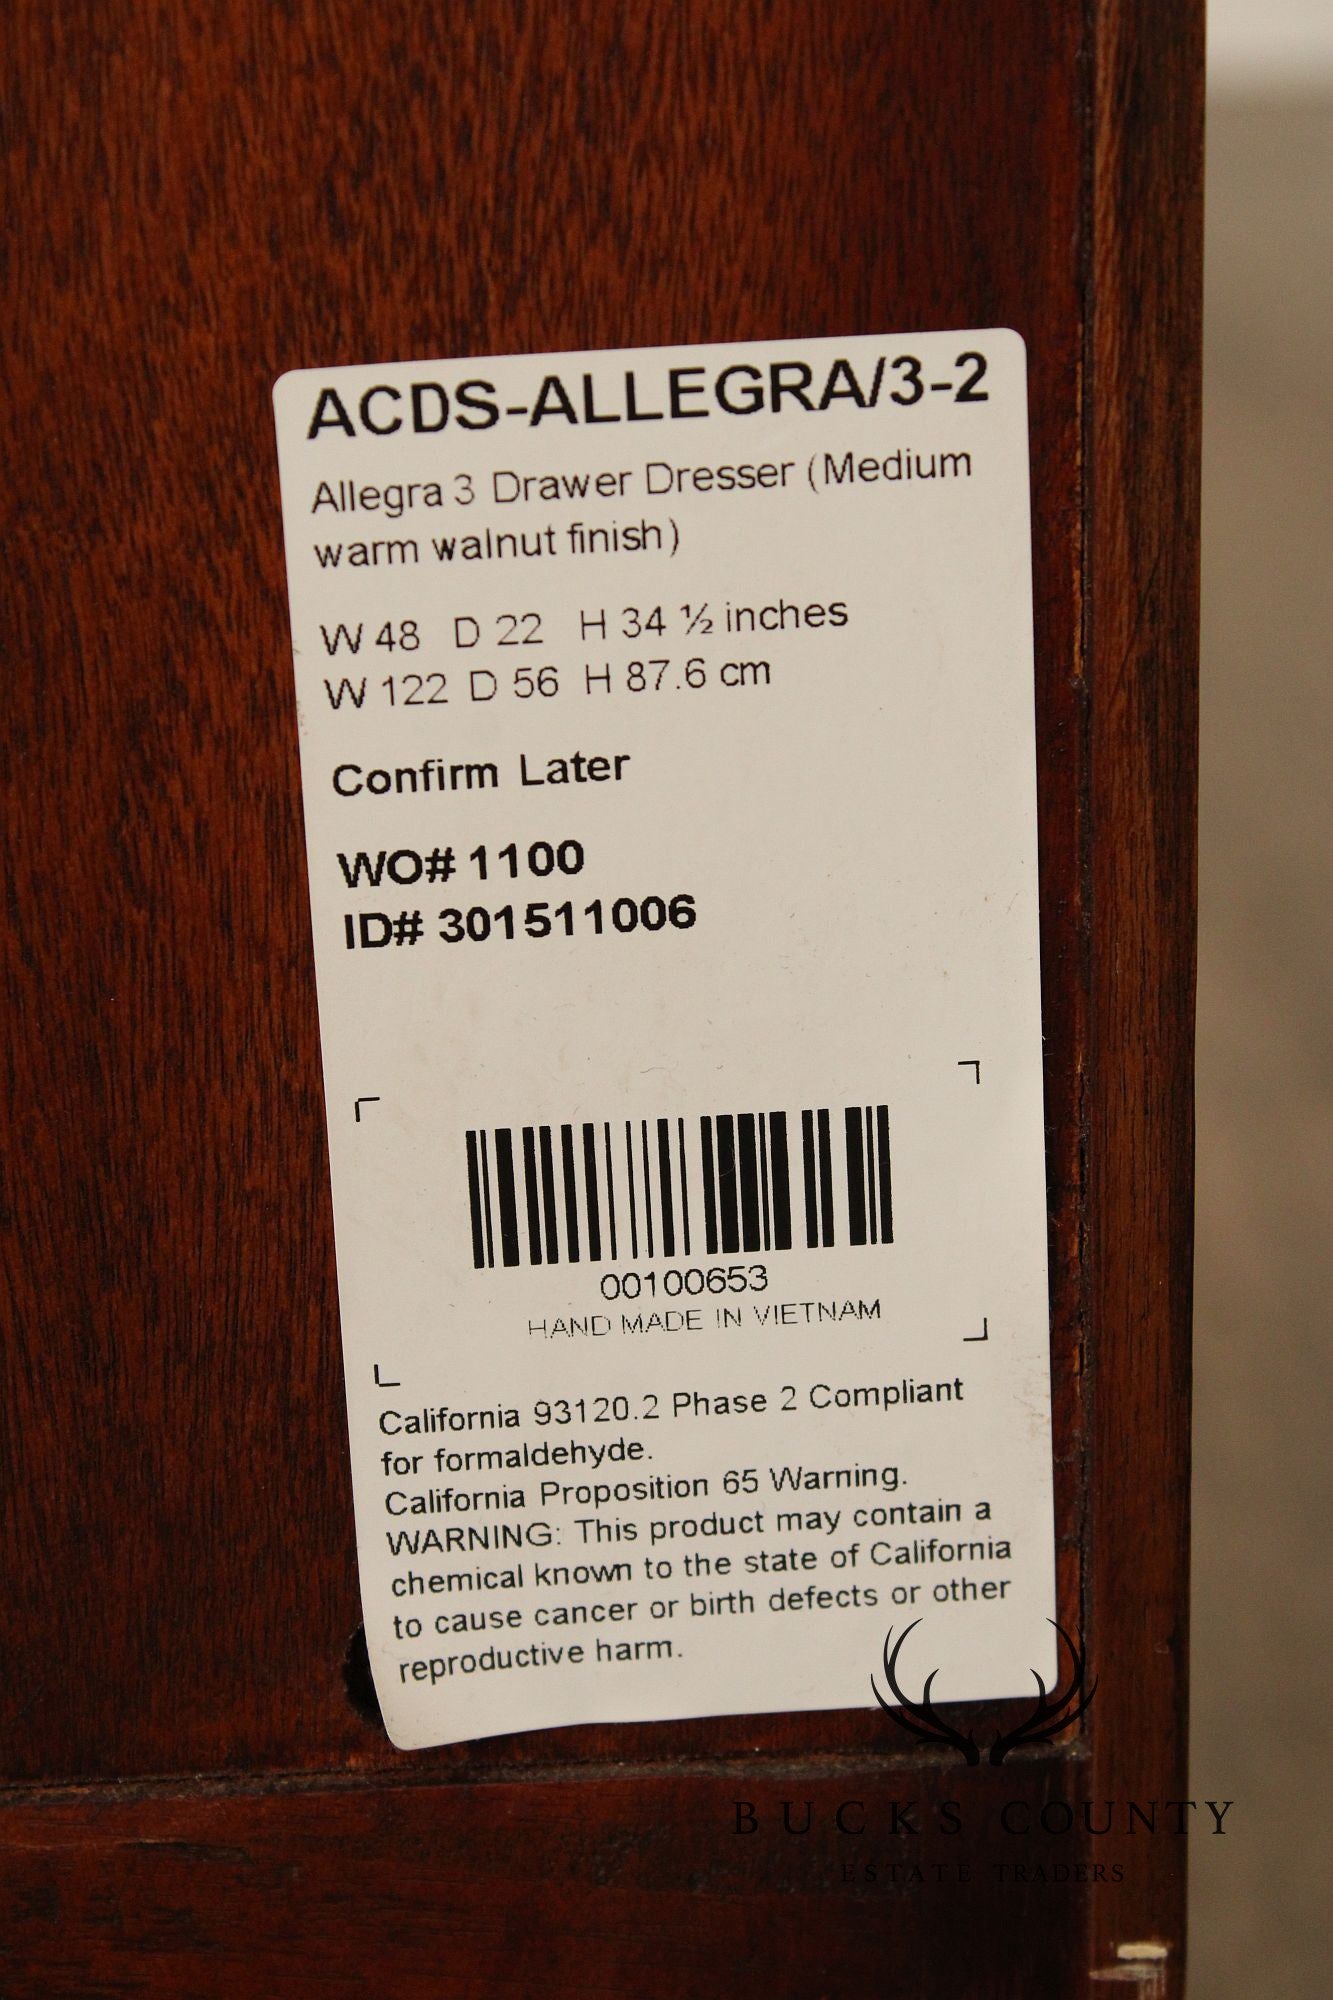 ACDS-ALLEGRA/3-2
Allegra 3 Drawer Dresser (Medium
warm walnut finish)
W 48 D 22 H 34 ½ inches
W 122 D 56 H 87.6 cm
Confirm Later
WO# 1100
ID# 301511006
00100653
HAND MADE IN VIETNAM
California 93120.2 Phase 2 Compliant
for formaldehyde.
California Proposition 65 Warning.
WARNING: This product may contain a
chemical known to the state of California
to cause cancer or birth defects or other
reproductive harm.
BUCKS COUNTY
ESTATE TRADERS